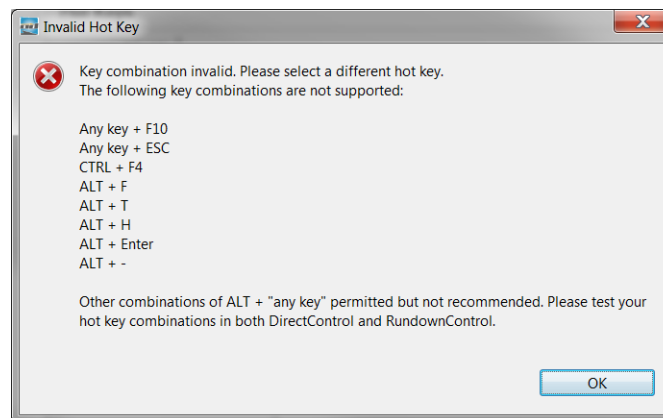 Invalid Hot Key
Key combination invalid. Please select a different hot key.
The following key combinations are not supported:
Any key + F10
Any key + ESC
CTRL + F4
ALT + F
ALT + T
ALT + H
ALT + Enter
ALT + -
Other combinations of ALT + "any key" permitted but not recommended. Please test your
hot key combinations in both DirectControl and RundownControl.
OK